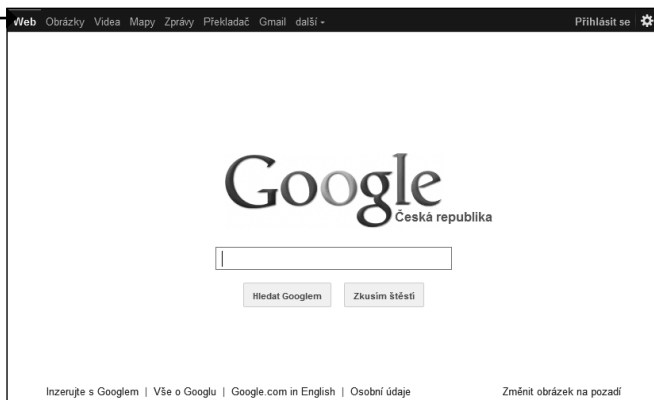 Web Obrázky Videa Mapy Zprávy Překladač Gmail další Přihlásit se
Google
Česká republika
Hledat Googlem Zkusím štěstí
Inzerujte s Googlem | Vše o Googlu | Google.com in English | Osobní údaje Změnit obrázek na pozadí